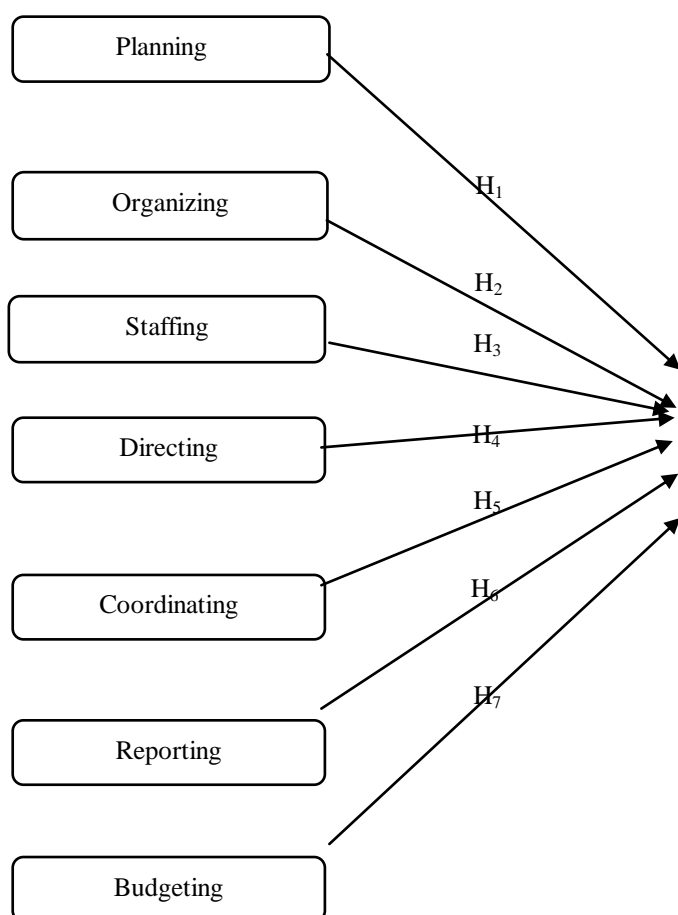 Planning
H₁
Organizing
H₂
Staffing
H₃
Directing
H₄
H₅
Coordinating
H₆
H₇
Reporting
Budgeting